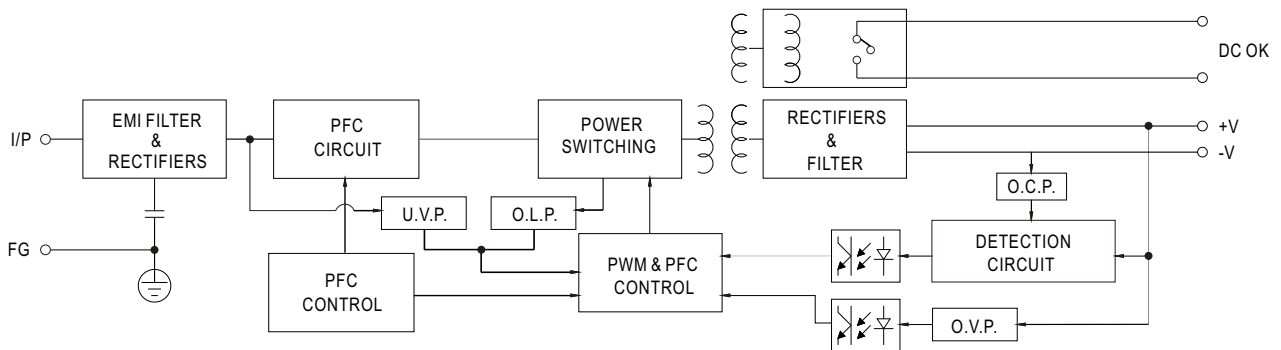 DC OK
I/P
EMI FILTER
&
RECTIFIERS
PFC
CIRCUIT
POWER
SWITCHING
RECTIFIERS
&
FILTER
+V
-V
O.C.P.
U.V.P.
O.L.P.
FG
PFC
CONTROL
PWM & PFC
CONTROL
DETECTION
CIRCUIT
O.V.P.